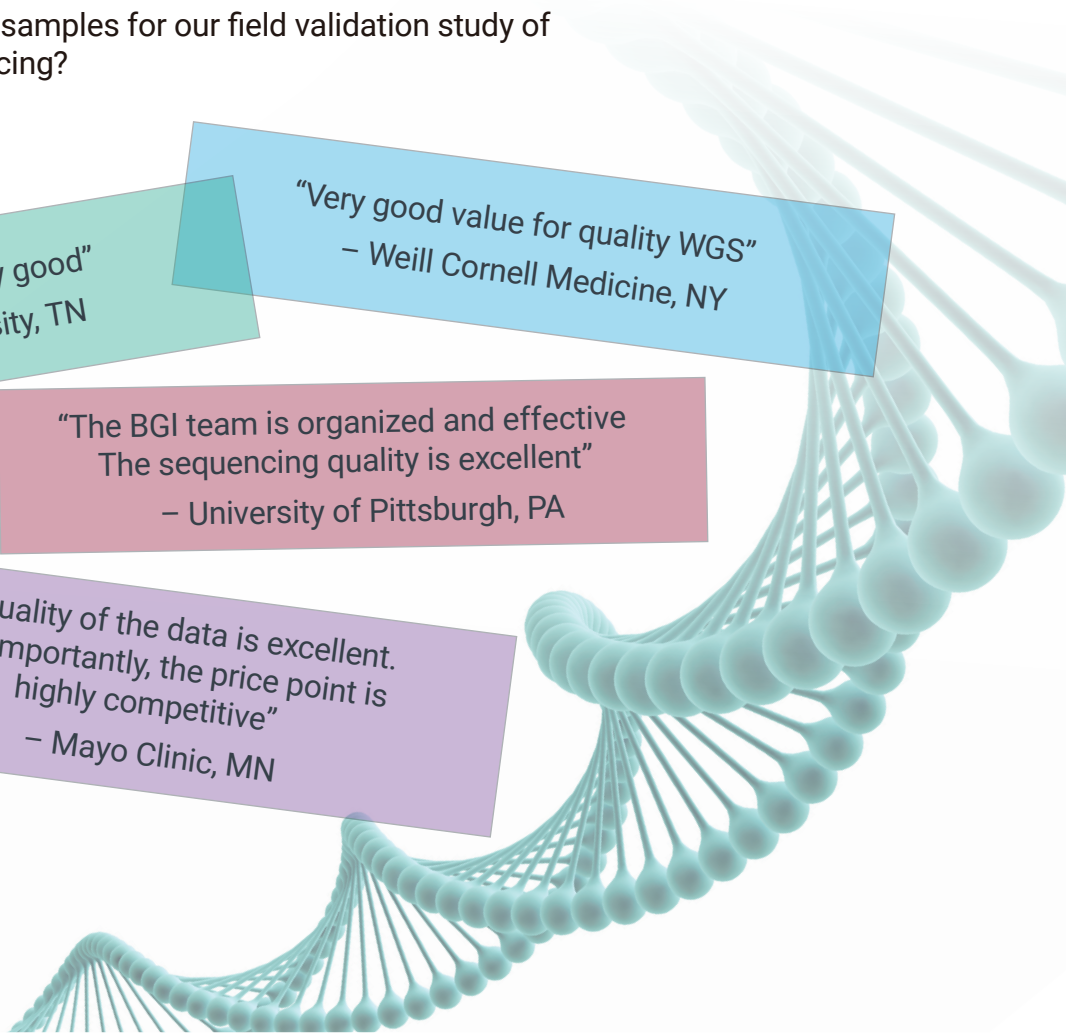 samples for our field validation study of
cing?
“Very good value for quality WGS”
– Weill Cornell Medicine, NY
y good”
sity, TN
“The BGI team is organized and effective
The sequencing quality is excellent”
– University of Pittsburgh, PA
uality of the data is excellent.
mportantly, the price point is
highly competitive”
– Mayo Clinic, MN